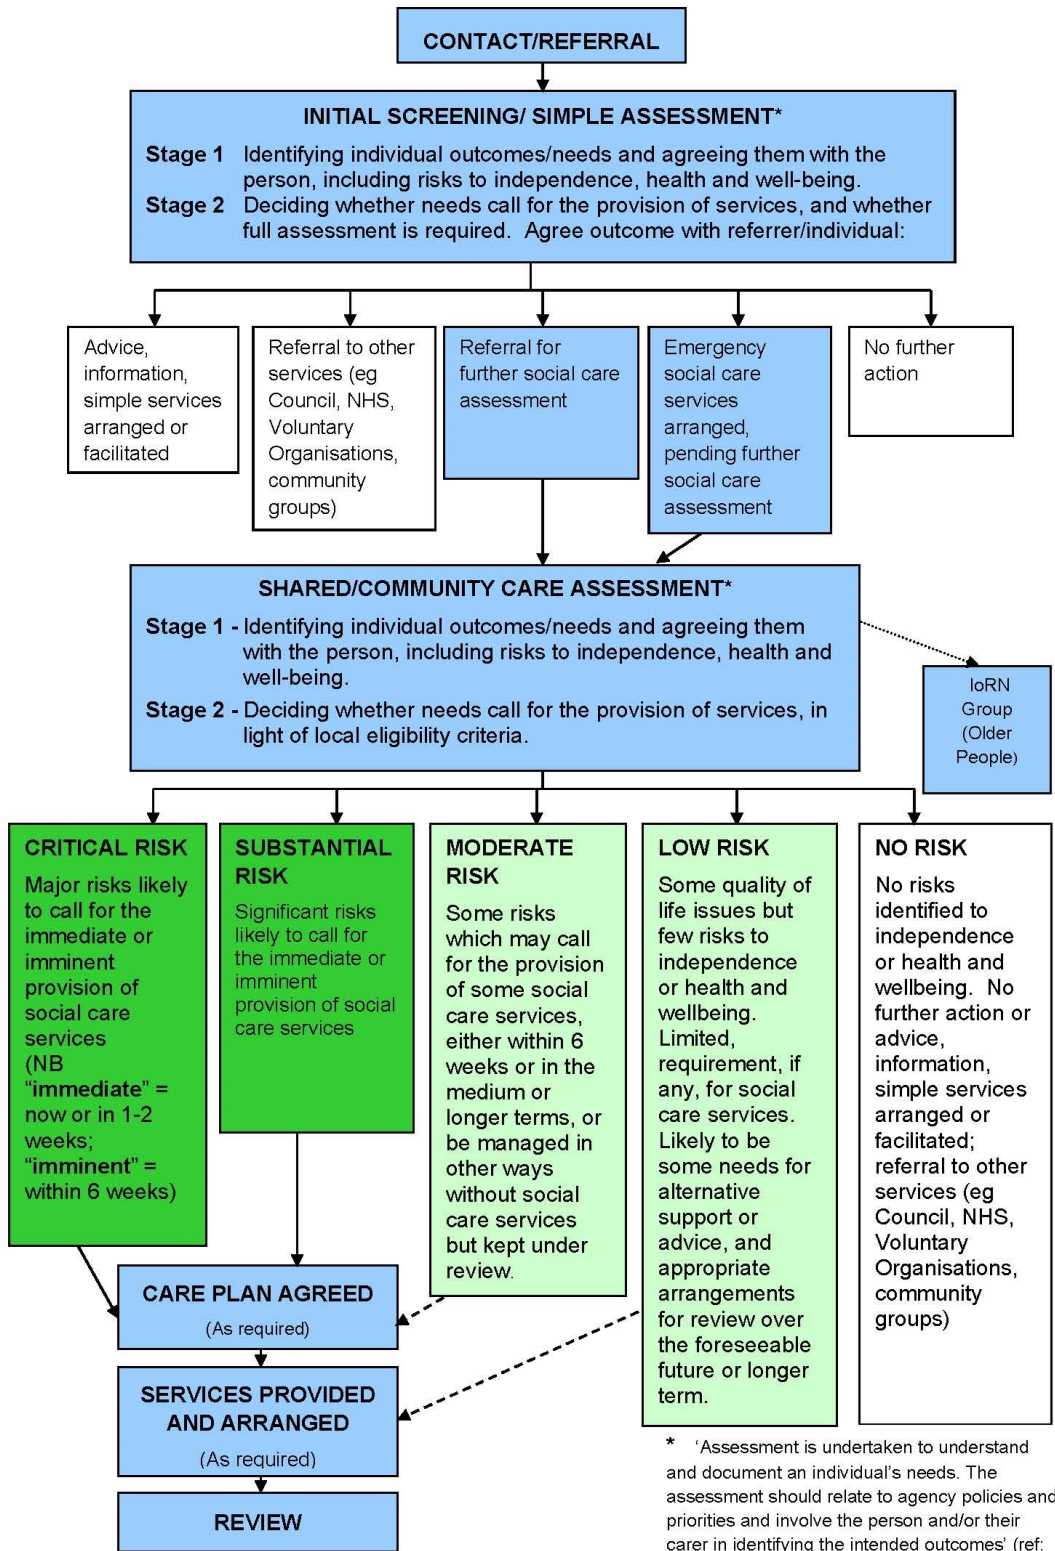 CONTACT/REFERRAL
INITIAL SCREENING/ SIMPLE ASSESSMENT*
Stage 1 Identifying individual outcomes/needs and agreeing them with the
person, including risks to independence, health and well-being.
Stage 2 Deciding whether needs call for the provision of services, and whether
full assessment is required. Agree outcome with referrer/individual:
Advice,
information,
simple services
arranged or
facilitated
Referral to other
services (eg
Council, NHS,
Voluntary
Organisations,
community
groups)
Referral for
further social care
assessment
Emergency
social care
services
arranged,
pending further
social care
assessment
No further
action
SHARED/COMMUNITY CARE ASSESSMENT*
Stage 1 - Identifying individual outcomes/needs and agreeing them
with the person, including risks to independence, health and
well-being.
Stage 2 - Deciding whether needs call for the provision of services, in
light of local eligibility criteria.
IoRN
Group
(Older
People)
CRITICAL RISK
Major risks likely
to call for the
immediate or
imminent
provision of
social care
services
(NB
“immediate” =
now or in 1-2
weeks;
“imminent” =
within 6 weeks)
SUBSTANTIAL
RISK
Significant risks
likely to call for
the immediate or
imminent
provision of social
care services
MODERATE
RISK
Some risks
which may call
for the provision
of some social
care services,
either within 6
weeks or in the
medium or
longer terms, or
be managed in
other ways
without social
care services
but kept under
review.
LOW RISK
Some quality of
life issues but
few risks to
independence
or health and
wellbeing.
Limited,
requirement, if
any, for social
care services.
Likely to be
some needs for
alternative
support or
advice, and
appropriate
arrangements
for review over
the foreseeable
future or longer
term.
NO RISK
No risks
identified to
independence
or health and
wellbeing. No
further action or
advice,
information,
simple services
arranged or
facilitated;
referral to other
services (eg
Council, NHS,
Voluntary
Organisations,
community
groups)
CARE PLAN AGREED
(As required)
SERVICES PROVIDED
AND ARRANGED
(As required)
REVIEW
* ‘Assessment is undertaken to understand
and document an individual’s needs. The
assessment should relate to agency policies and
priorities and involve the person and/or their
carer in identifying the intended outcomes’ (ref: